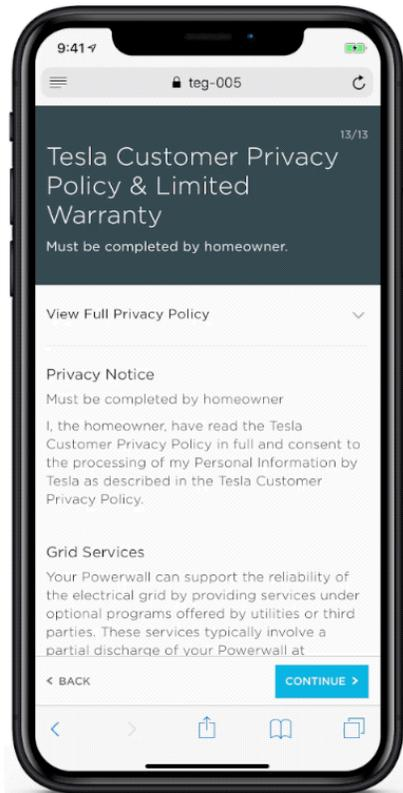 9:41
teg-005
13/13
Tesla Customer Privacy
Policy & Limited
Warranty
Must be completed by homeowner.
View Full Privacy Policy
Privacy Notice
Must be completed by homeowner
I, the homeowner, have read the Tesla
Customer Privacy Policy in full and consent to
the processing of my Personal Information by
Tesla as described in the Tesla Customer
Privacy Policy.
Grid Services
Your Powerwall can support the reliability of
the electrical grid by providing services under
optional programs offered by utilities or third
parties. These services typically involve a
partial discharge of your Powerwall at
< BACK
CONTINUE >